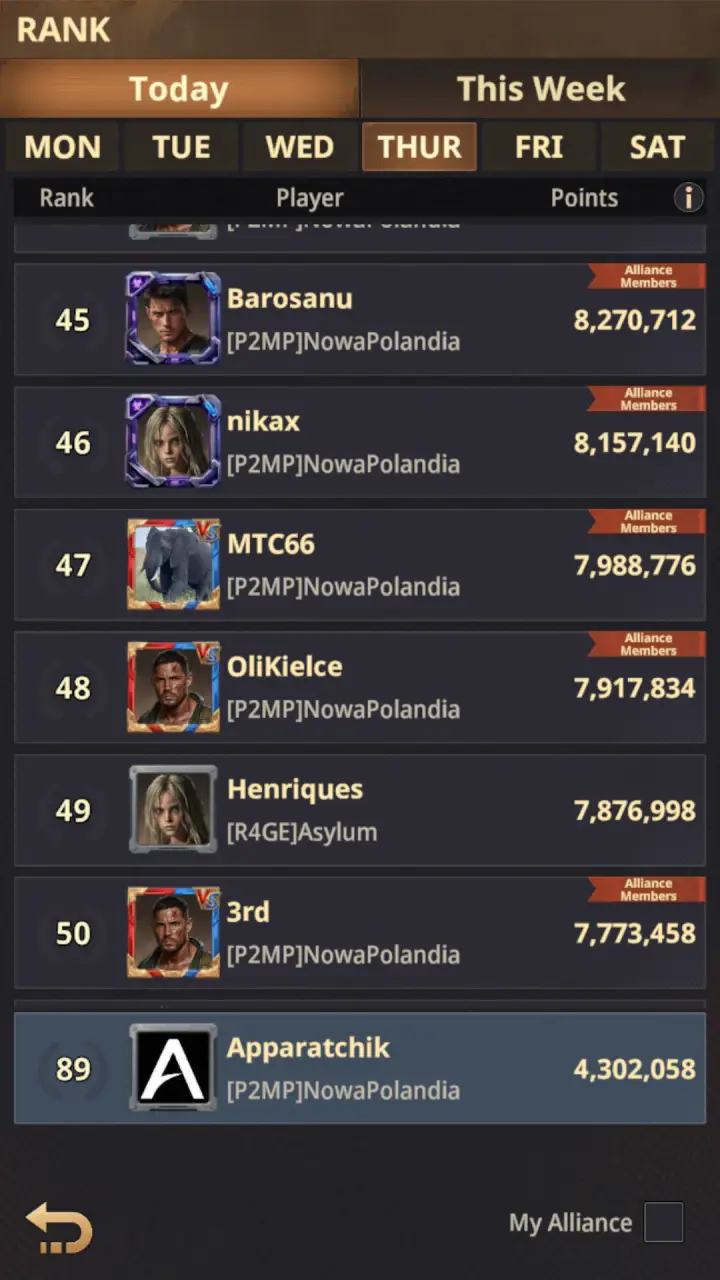 RANK
Today
This Week
MON TUE WED THUR FRI SAT
Rank Player Points
Alliance
Members
45 Barosanu 8,270,712
[P2MP]NowaPolandia
Alliance
Members
46 nikax 8,157,140
[P2MP]NowaPolandia
Alliance
Members
47 MTC66 7,988,776
[P2MP]NowaPolandia
Alliance
Members
48 OliKielce 7,917,834
[P2MP]NowaPolandia
49 Henriques 7,876,998
[R4GE]Asylum
Alliance
Members
50 3rd 7,773,458
[P2MP]NowaPolandia
89 Apparatchik 4,302,058
[P2MP]NowaPolandia
My Alliance